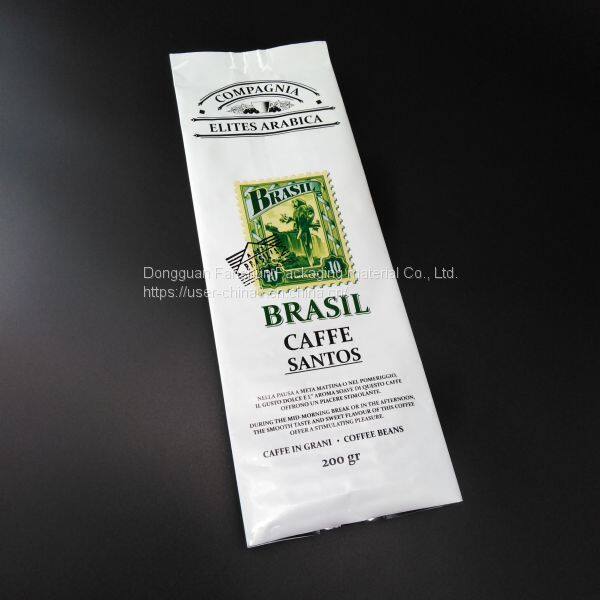 COMPAGNIA
ELITES ARABICA
BRASIL
10 10
Dongguan Packaging material Co., Ltd.
BRASIL
CAFFE
SANTOS
NELLA PAUSA A META MATTINA O NEL POMERIGGIO,
IL GUSTO DOLCE E L' AROMA SOAVE DI QUESTO CAFFE
OFFRONO UN PIACERE STIMOLANTE.
DURING THE MID-MORNING BREAK OR IN THE AFTERNOON,
THE SMOOTH TASTE AND SWEET FLAVOUR OF THIS COFFEE
OFFER A STIMULATING PLEASURE.
CAFFE IN GRANI • COFFEE BEANS
200 gr